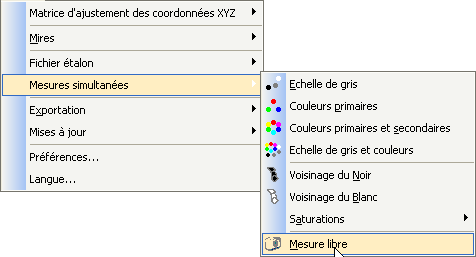 Matrice d'ajustement des coordonnées XYZ
Mires
Fichier étalon
Mesures simultanées
Exportation
Mises à jour
Préférences...
Langue...
Echelle de gris
Couleurs primaires
Couleurs primaires et secondaires
Echelle de gris et couleurs
Voisinage du Noir
Voisinage du Blanc
Saturations
Mesure libre